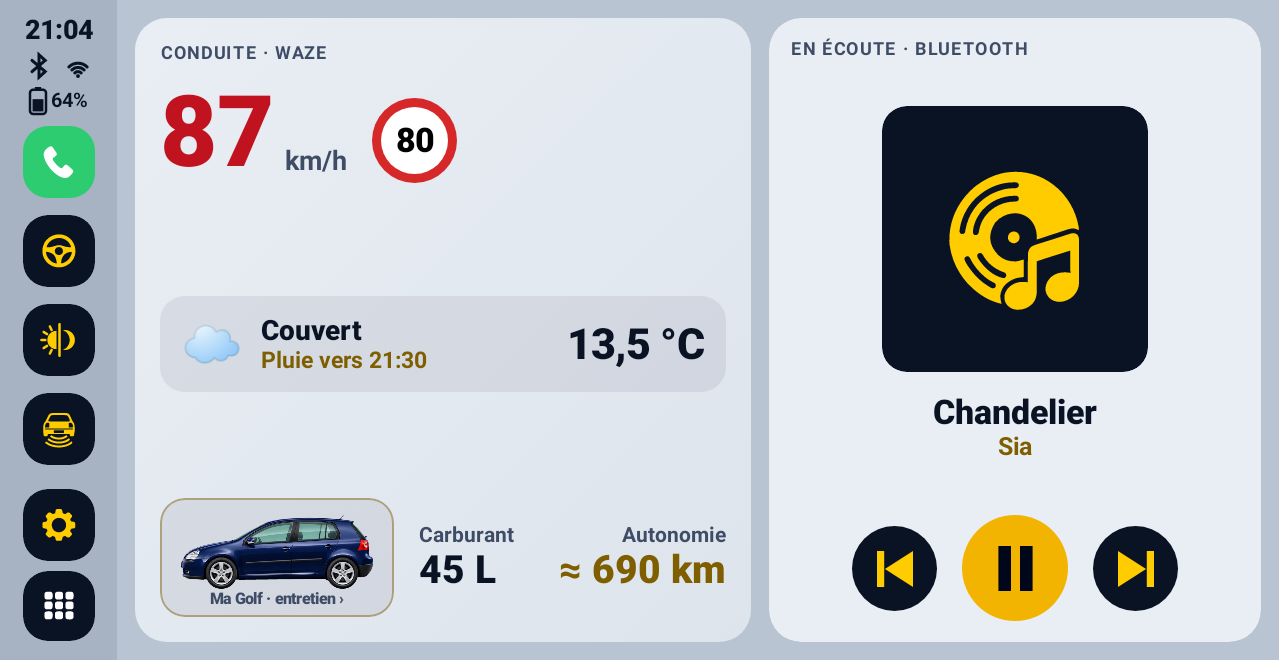 21:04
64%
CONDUITE · WAZE
87 km/h
80
Couvert
Pluie vers 21:30
13,5 °C
Ma Golf · entretien ›
Carburant
45 L
Autonomie
≈ 690 km
EN ÉCOUTE · BLUETOOTH
Chandelier
Sia